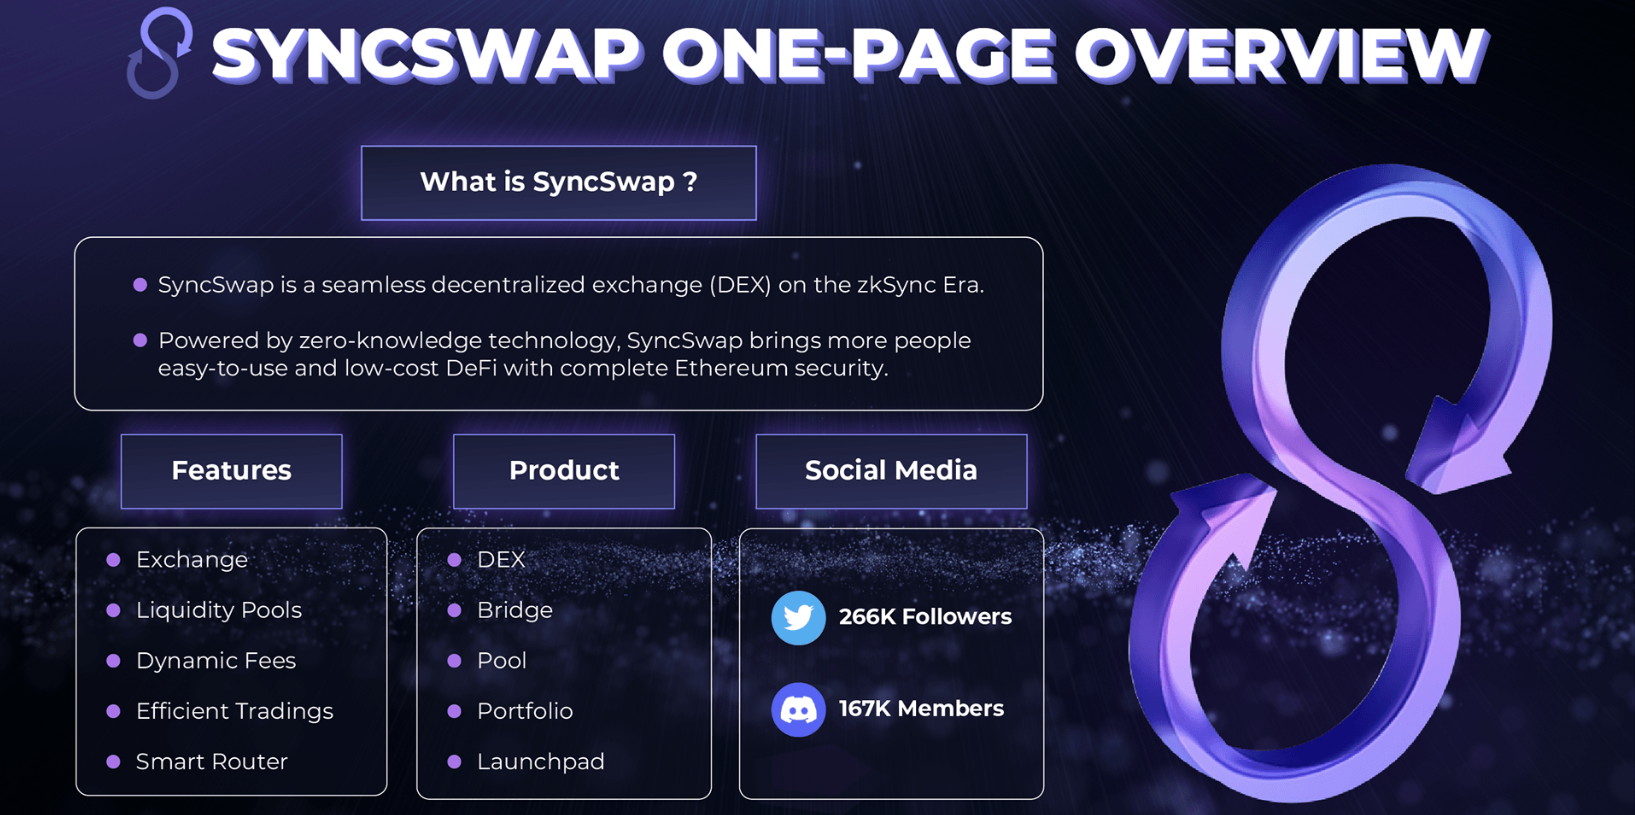 SYNCSWAP ONE-PAGE OVERVIEW
What is SyncSwap ?
SyncSwap is a seamless decentralized exchange (DEX) on the zkSync Era.
Powered by zero-knowledge technology, SyncSwap brings more people
easy-to-use and low-cost DeFi with complete Ethereum security.
Features
Exchange
Liquidity Pools
Dynamic Fees
Efficient Tradings
Smart Router
Product
DEX
Bridge
Pool
Portfolio
Launchpad
Social Media
266K Followers
167K Members